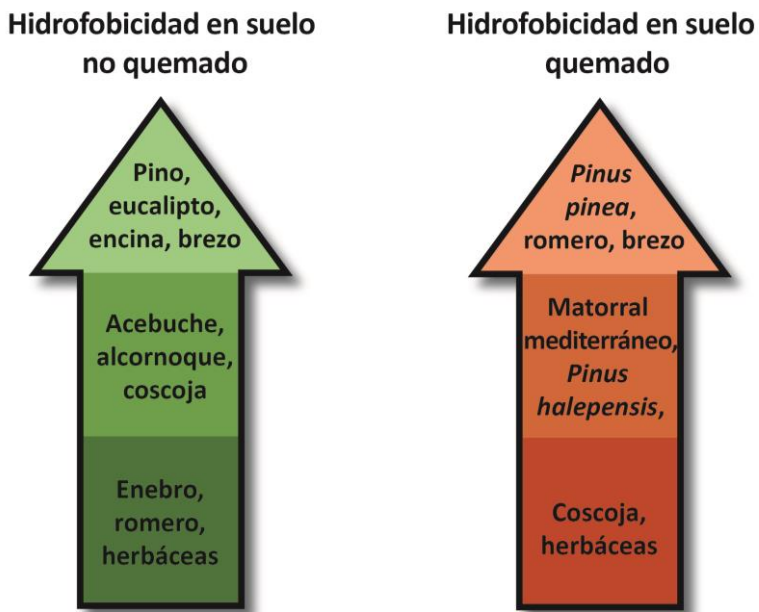 Hidrofobicidad en suelo
no quemado
Pino,
eucalipto,
encina, brezo
Acebuche,
alcornoque,
coscoja
Enebro,
romero,
herbáceas
Hidrofobicidad en suelo
quemado
Pinus
pinea,
romero, brezo
Matorral
mediterráneo,
Pinus
halepensis,
Coscoja,
herbáceas